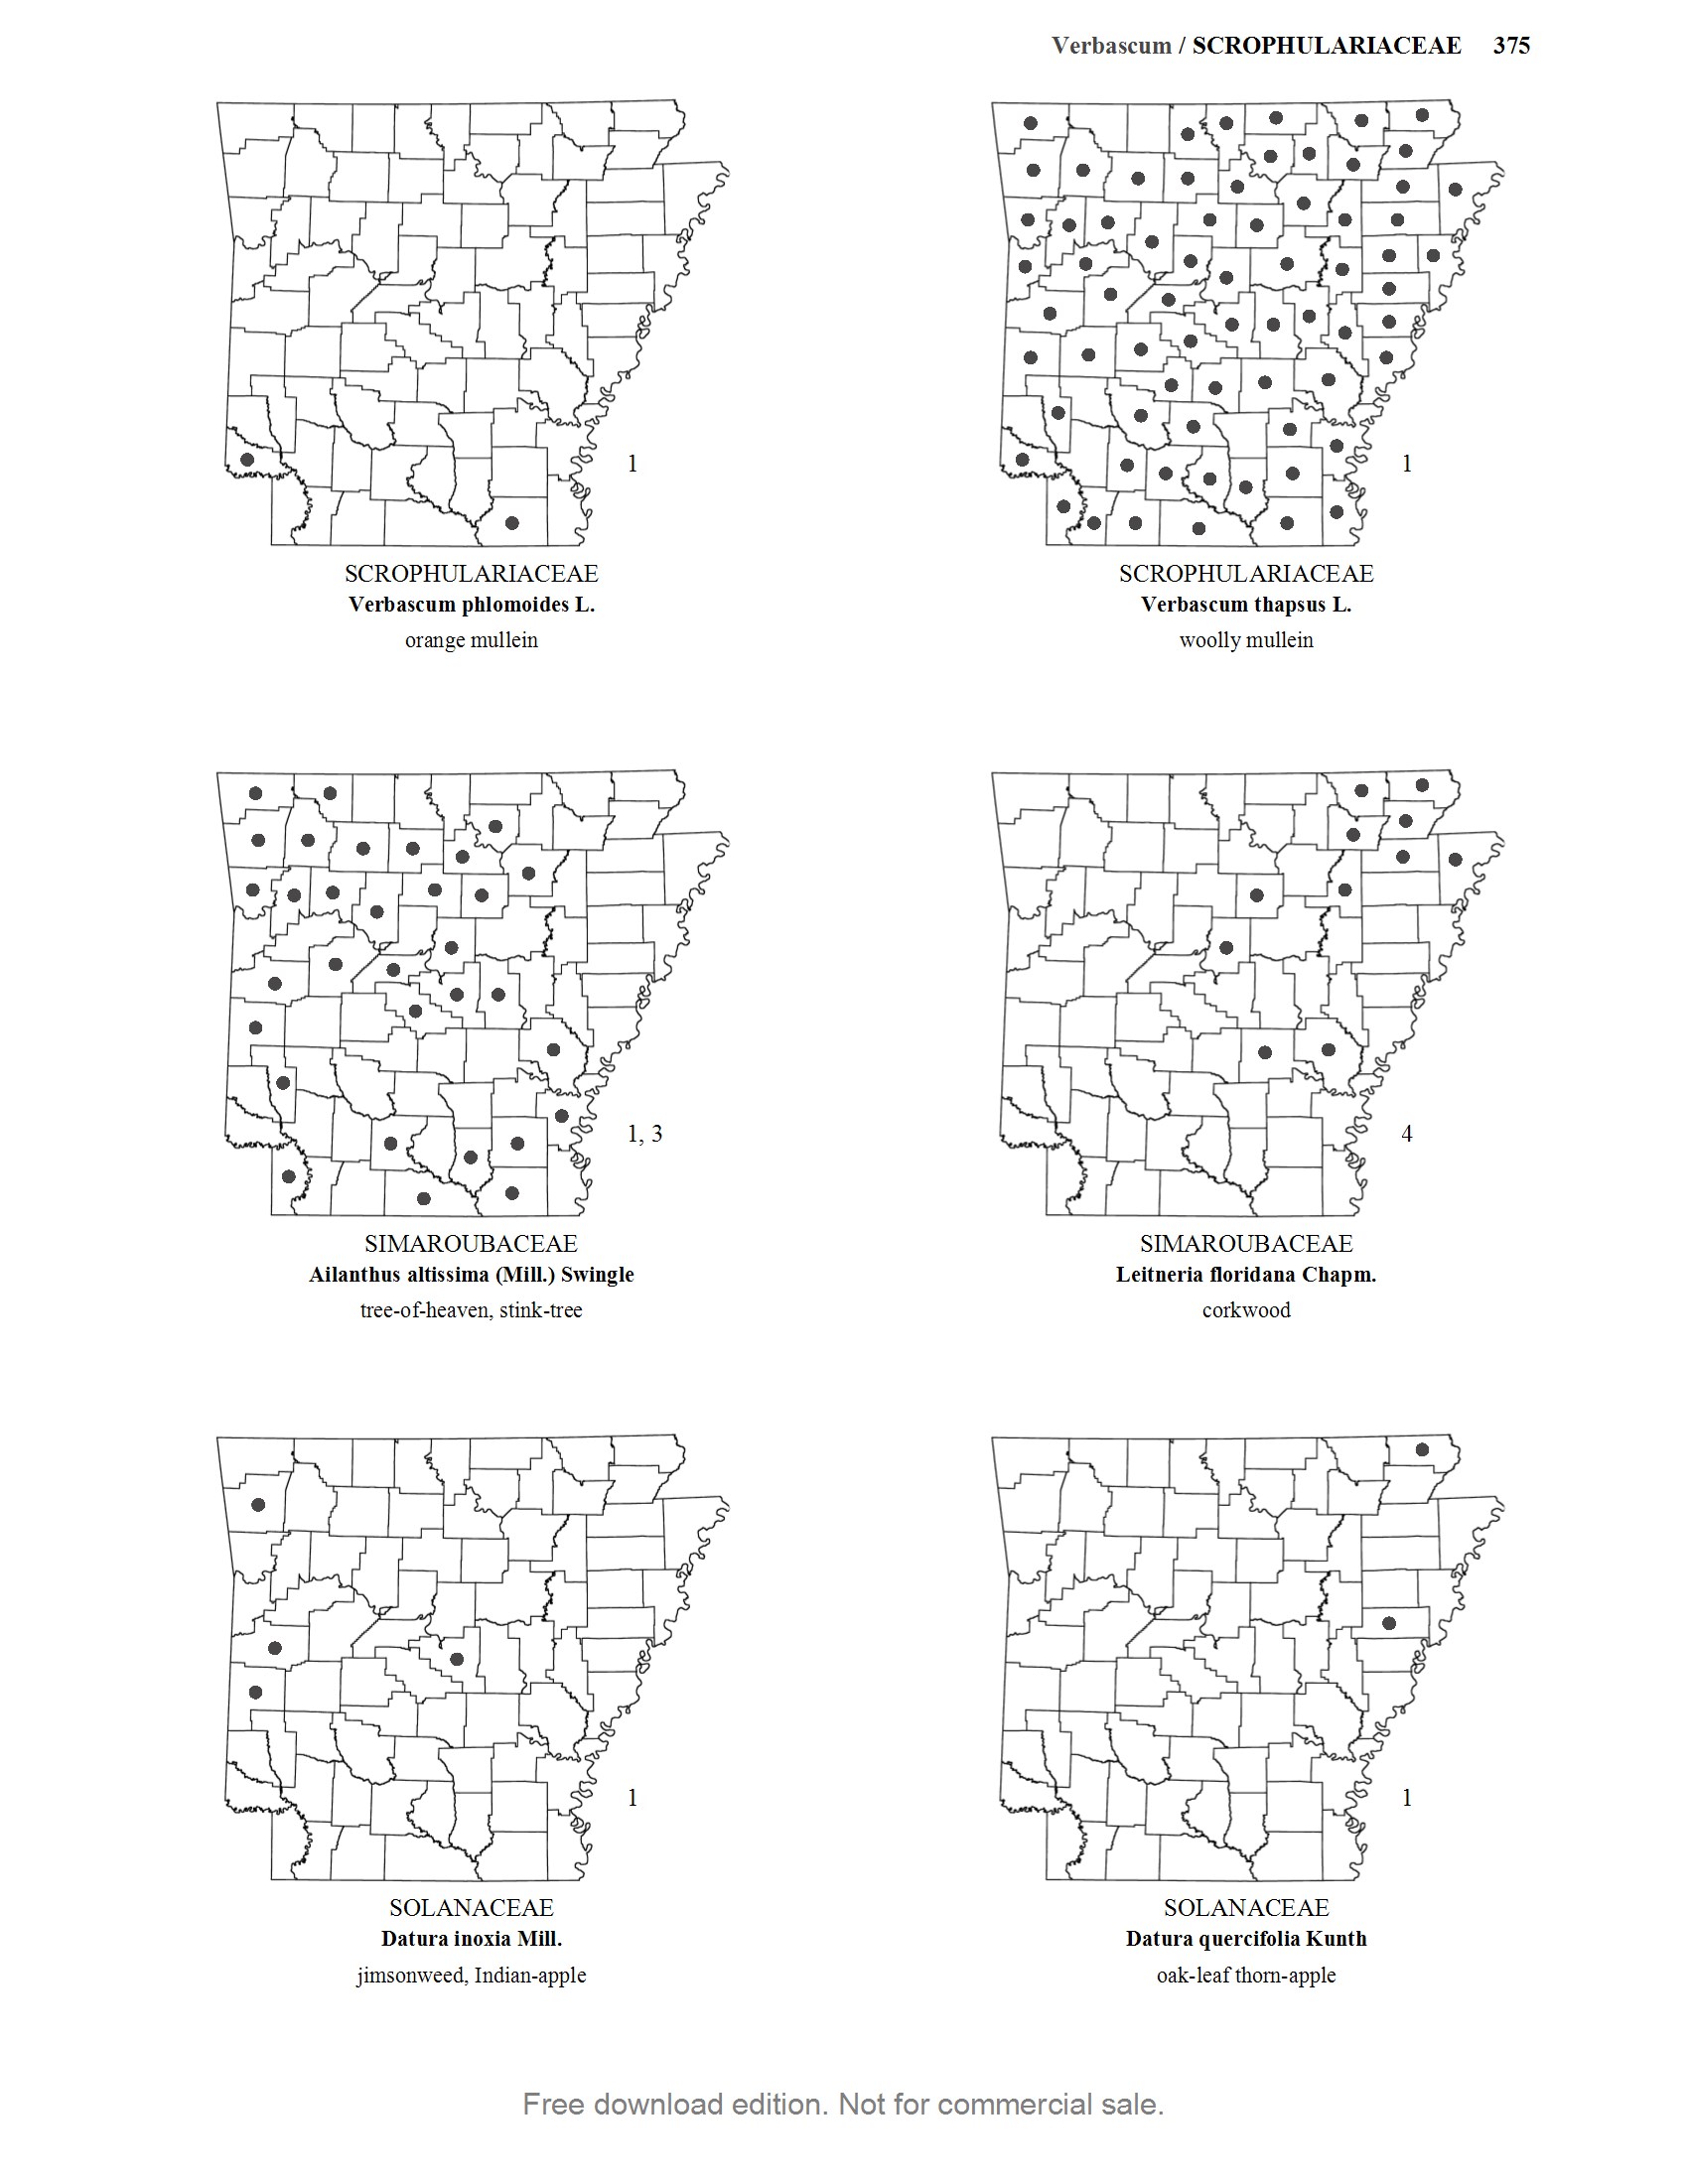 Verbascum / SCROPHULARIACEAE 375
1
SCROPHULARIACEAE
Verbascum phlomoides L.
orange mullein
1
SCROPHULARIACEAE
Verbascum thapsus L.
woolly mullein
1, 3
SIMAROUBACEAE
Ailanthus altissima (Mill.) Swingle
tree-of-heaven, stink-tree
4
SIMAROUBACEAE
Leitneria floridana Chapm.
corkwood
1
SOLANACEAE
Datura inoxia Mill.
jimsonweed, Indian-apple
1
SOLANACEAE
Datura quercifolia Kunth
oak-leaf thorn-apple
Free download edition. Not for commercial sale.